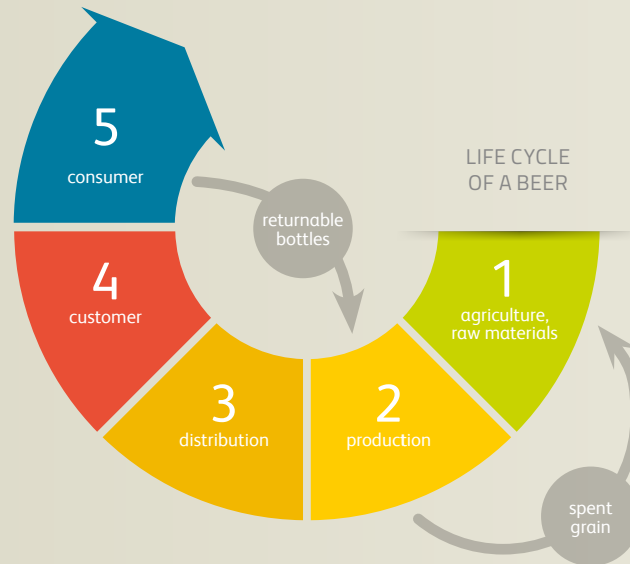 LIFE CYCLE
OF A BEER
1
agriculture,
raw materials
2
production
3
distribution
4
customer
5
consumer
returnable
bottles
spent
grain